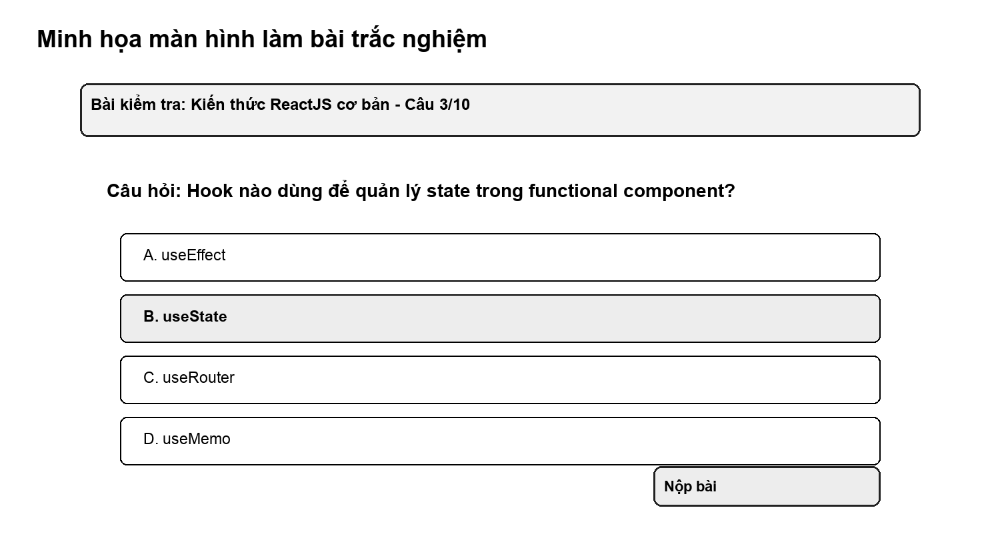 Minh họa màn hình làm bài trắc nghiệm
Bài kiểm tra: Kiến thức ReactJS cơ bản - Câu 3/10
Câu hỏi: Hook nào dùng để quản lý state trong functional component?
A. useEffect
B. useState
C. useRouter
D. useMemo
Nộp bài